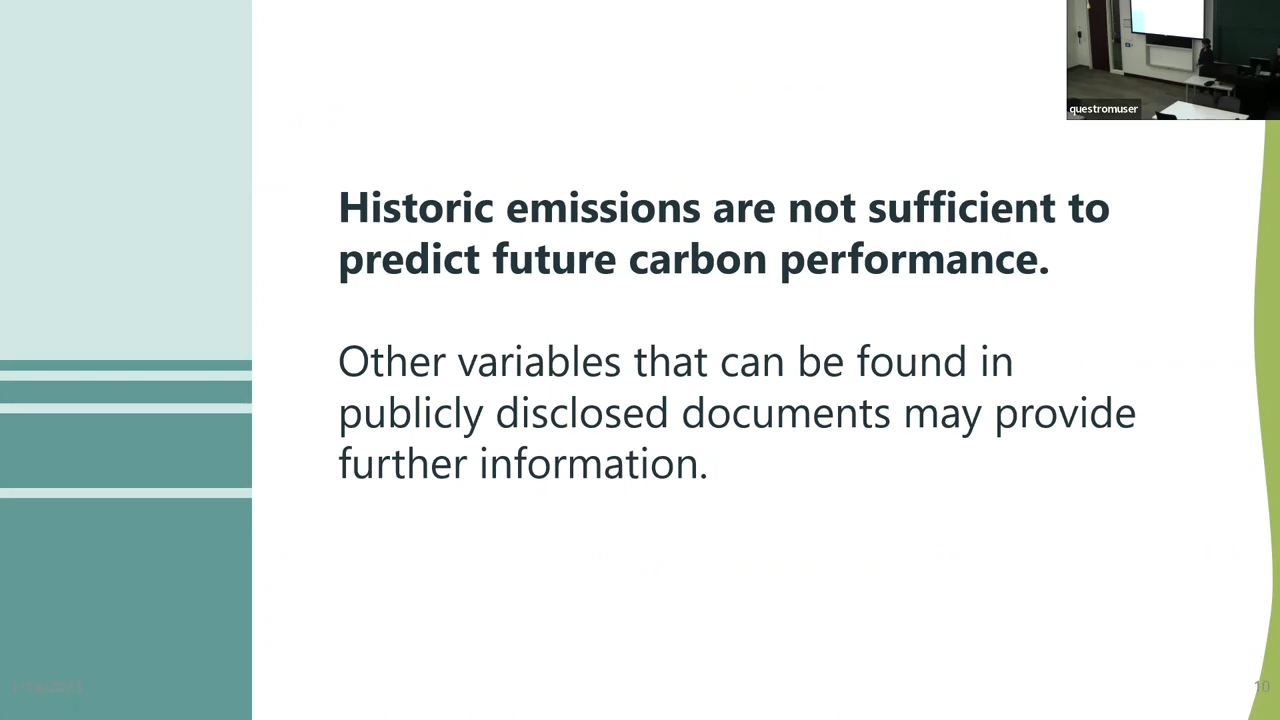 questromuser
Historic emissions are not sufficient to
predict future carbon performance.
Other variables that can be found in
publicly disclosed documents may provide
further information.
10